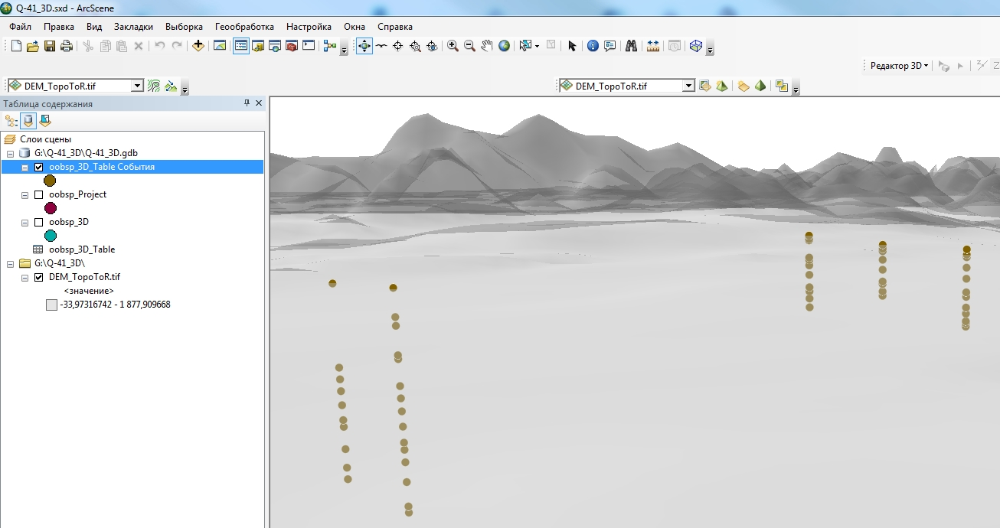 Q-41_3D.sxd - ArcScene
Файл Правка Вид Закладки Выборка Геообработка Настройка Окна Справка
Редактор 3D
DEM_TopoToR.tif
DEM_TopoToR.tif
Таблица содержания
Слои сцены
G:\Q-41_3D\Q-41_3D.gdb
oobsp_3D_Table События
oobsp_Project
oobsp_3D
oobsp_3D_Table
G:\Q-41_3D\
DEM_TopoToR.tif
<значение>
-33,97316742 - 1 877,909668